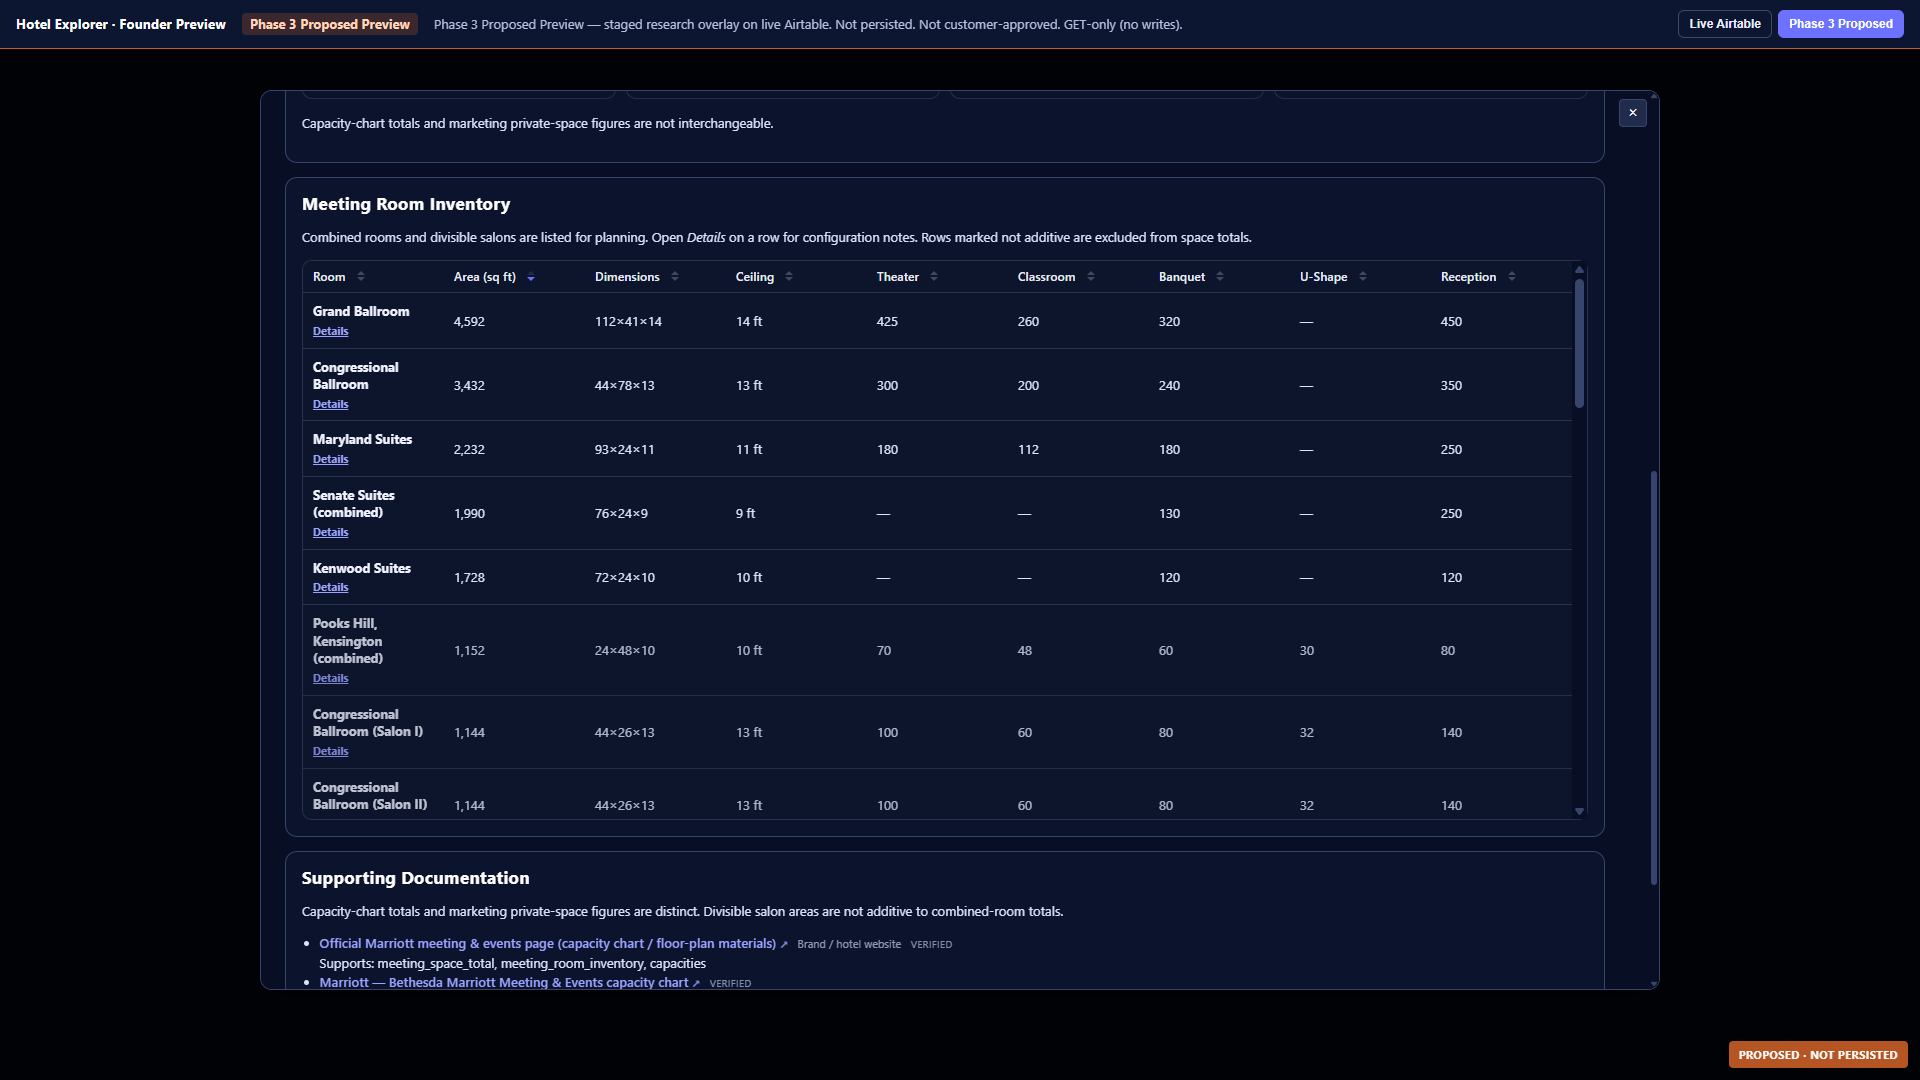 Hotel Explorer · Founder Preview
Phase 3 Proposed Preview
Phase 3 Proposed Preview — staged research overlay on live Airtable. Not persisted. Not customer-approved. GET-only (no writes).
Live Airtable
Phase 3 Proposed
×
Capacity-chart totals and marketing private-space figures are not interchangeable.
Meeting Room Inventory
Combined rooms and divisible salons are listed for planning. Open Details on a row for configuration notes. Rows marked not additive are excluded from space totals.
Room Area (sq ft) Dimensions Ceiling Theater Classroom Banquet U-Shape Reception
Grand Ballroom
Details
4,592 112×41×14 14 ft 425 260 320 — 450
Congressional
Ballroom
Details
3,432 44×78×13 13 ft 300 200 240 — 350
Maryland Suites
Details
2,232 93×24×11 11 ft 180 112 180 — 250
Senate Suites
(combined)
Details
1,990 76×24×9 9 ft — — 130 — 250
Kenwood Suites
Details
1,728 72×24×10 10 ft — — 120 — 120
Pooks Hill,
Kensington
(combined)
Details
1,152 24×48×10 10 ft 70 48 60 30 80
Congressional
Ballroom (Salon I)
Details
1,144 44×26×13 13 ft 100 60 80 32 140
Congressional
Ballroom (Salon II)
1,144 44×26×13 13 ft 100 60 80 32 140
Supporting Documentation
Capacity-chart totals and marketing private-space figures are distinct. Divisible salon areas are not additive to combined-room totals.
• Official Marriott meeting & events page (capacity chart / floor-plan materials) ↗ Brand / hotel website VERIFIED
Supports: meeting_space_total, meeting_room_inventory, capacities
• Marriott — Bethesda Marriott Meeting & Events capacity chart ↗ VERIFIED
PROPOSED · NOT PERSISTED